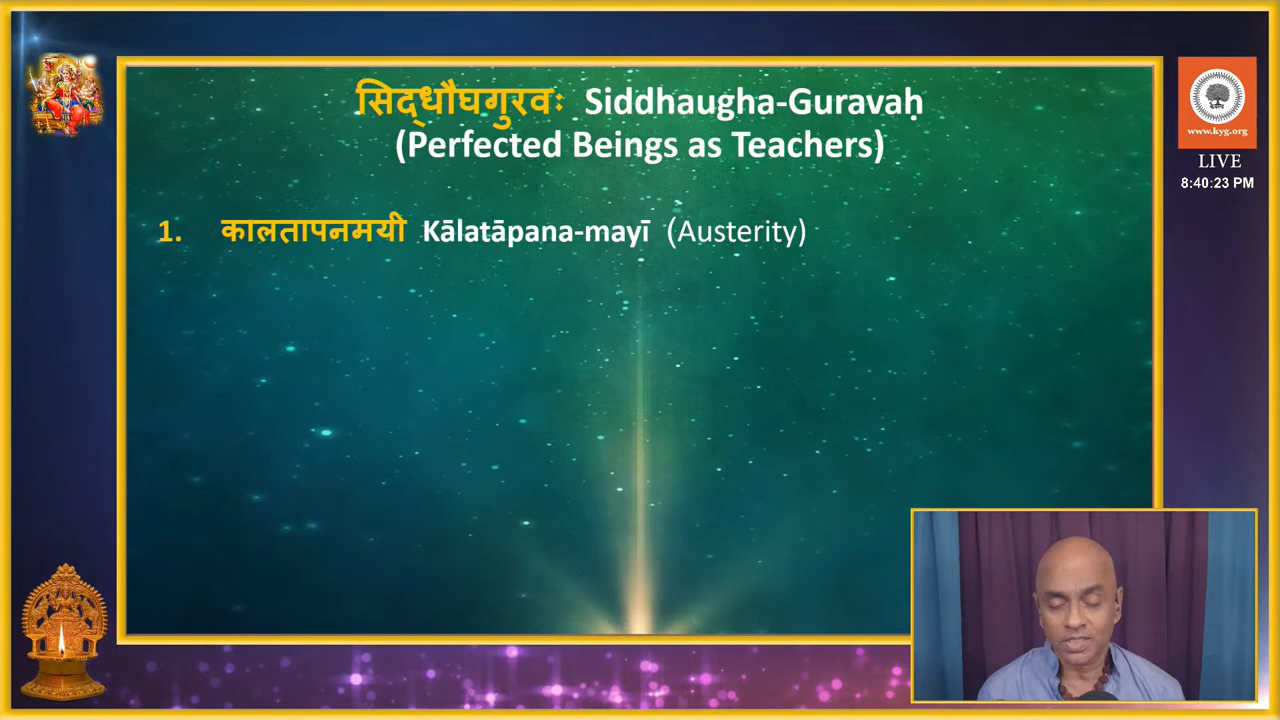 सिद्धौघगुरवः Siddhaugha-Guravaḥ
(Perfected Beings as Teachers)
1. कालतापनमयी Kālatāpana-mayī (Austerity)
www.kyg.org
LIVE
8:40:23 PM